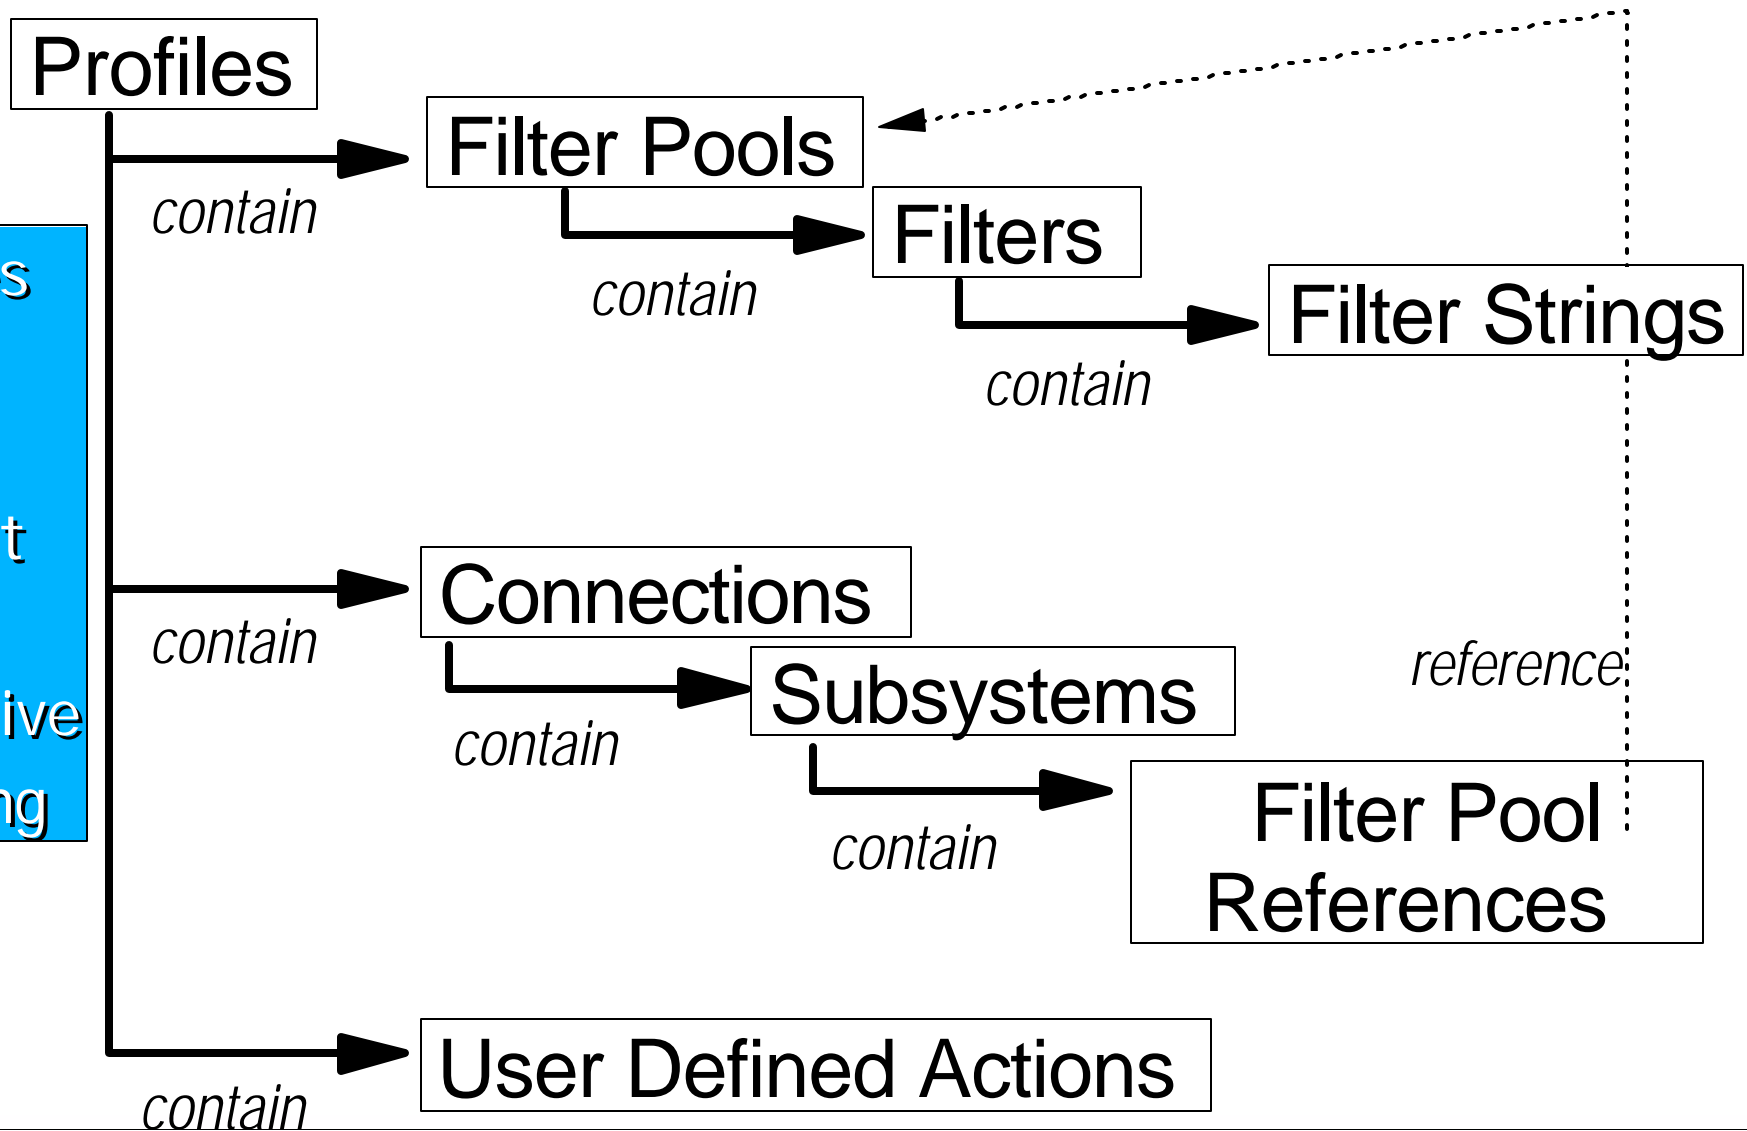 Profiles
Filter Pools
contain
Filters
contain
Filter Strings
contain
Connections
contain
reference
Subsystems
contain
Filter Pool
References
contain
User Defined Actions
contain